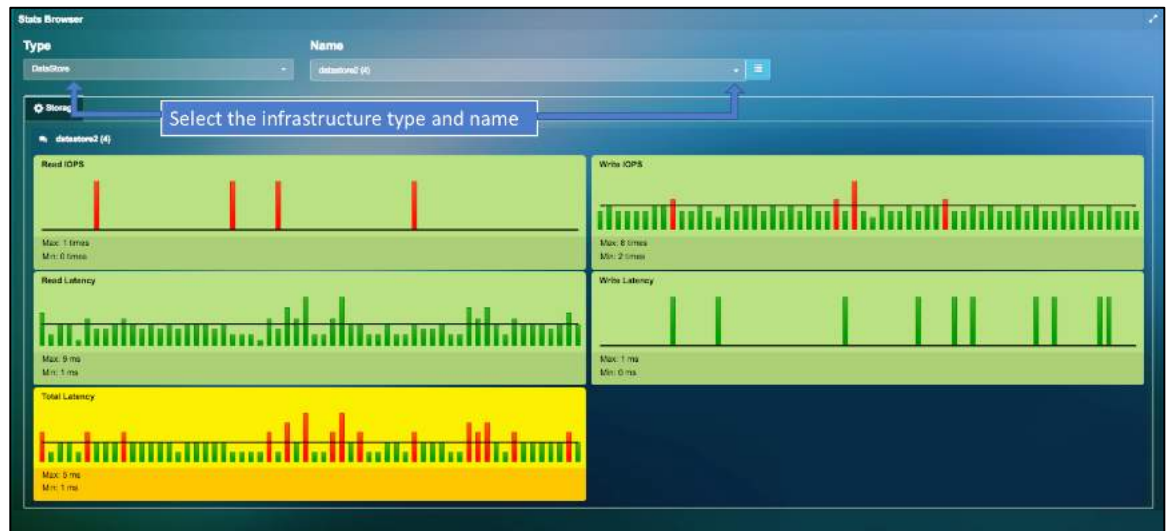 Stats Browser
Type
Name
DataStore
datastore2 (4)
Storage
Select the infrastructure type and name
datastore2 (4)
Read IOPS
Write IOPS
Max: 1 times
Min: 0 times
Max: 8 times
Min: 2 times
Read Latency
Write Latency
Max: 9 ms
Min: 1 ms
Max: 1 ms
Min: 0 ms
Total Latency
Max: 5 ms
Min: 1 ms